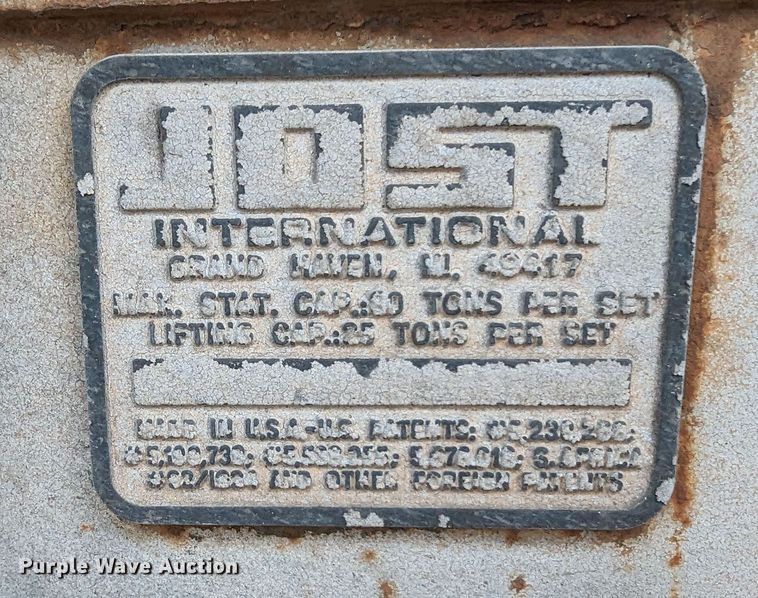 JOST
INTERNATIONAL
GRAND HAVEN, MI. 49417
MAX. STAT. CAP.: TONS PER SET
LIFTING CAP.:25 TONS PER SET
MADE IN U.S.A.-U.S. PATENTS:
AND OTHER FOREIGN PATENTS
Purple Wave Auction